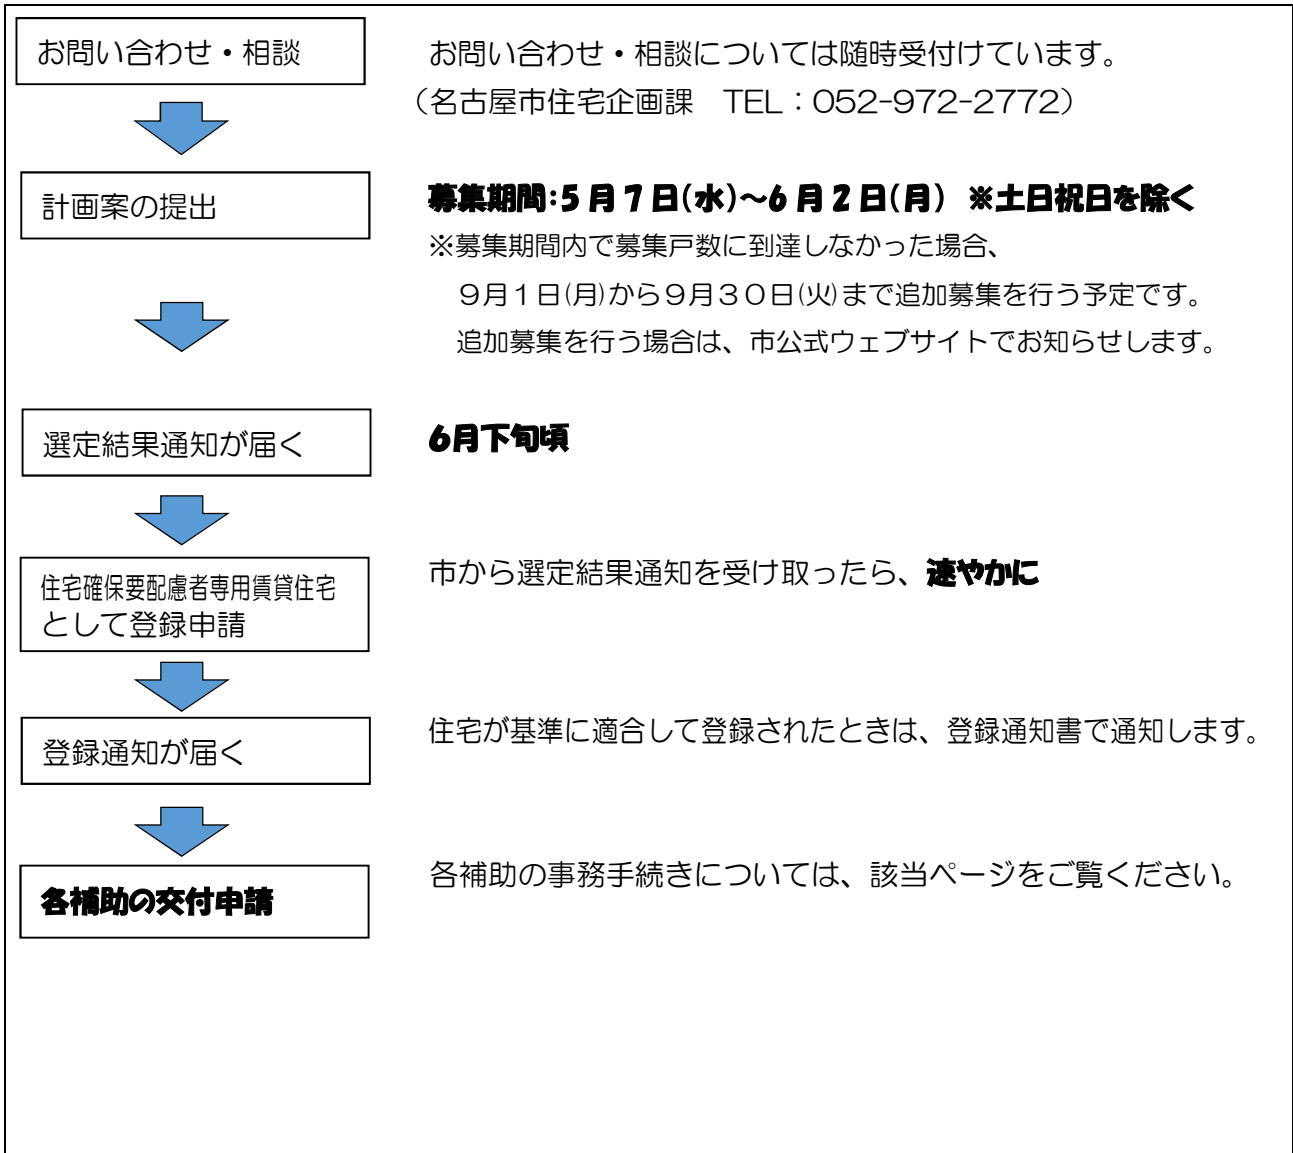 お問い合わせ・相談
お問い合わせ・相談については随時受付けています。
（名古屋市住宅企画課　TEL：052-972-2772）
計画案の提出
募集期間：5月7日(水)～6月2日(月)　※土日祝日を除く
※募集期間内で募集戸数に到達しなかった場合、
９月１日(月)から９月３０日(火)まで追加募集を行う予定です。
追加募集を行う場合は、市公式ウェブサイトでお知らせします。
選定結果通知が届く
6月下旬頃
住宅確保要配慮者専用賃貸住宅
として登録申請
市から選定結果通知を受け取ったら、速やかに
登録通知が届く
住宅が基準に適合して登録されたときは、登録通知書で通知します。
各補助の交付申請
各補助の事務手続きについては、該当ページをご覧ください。